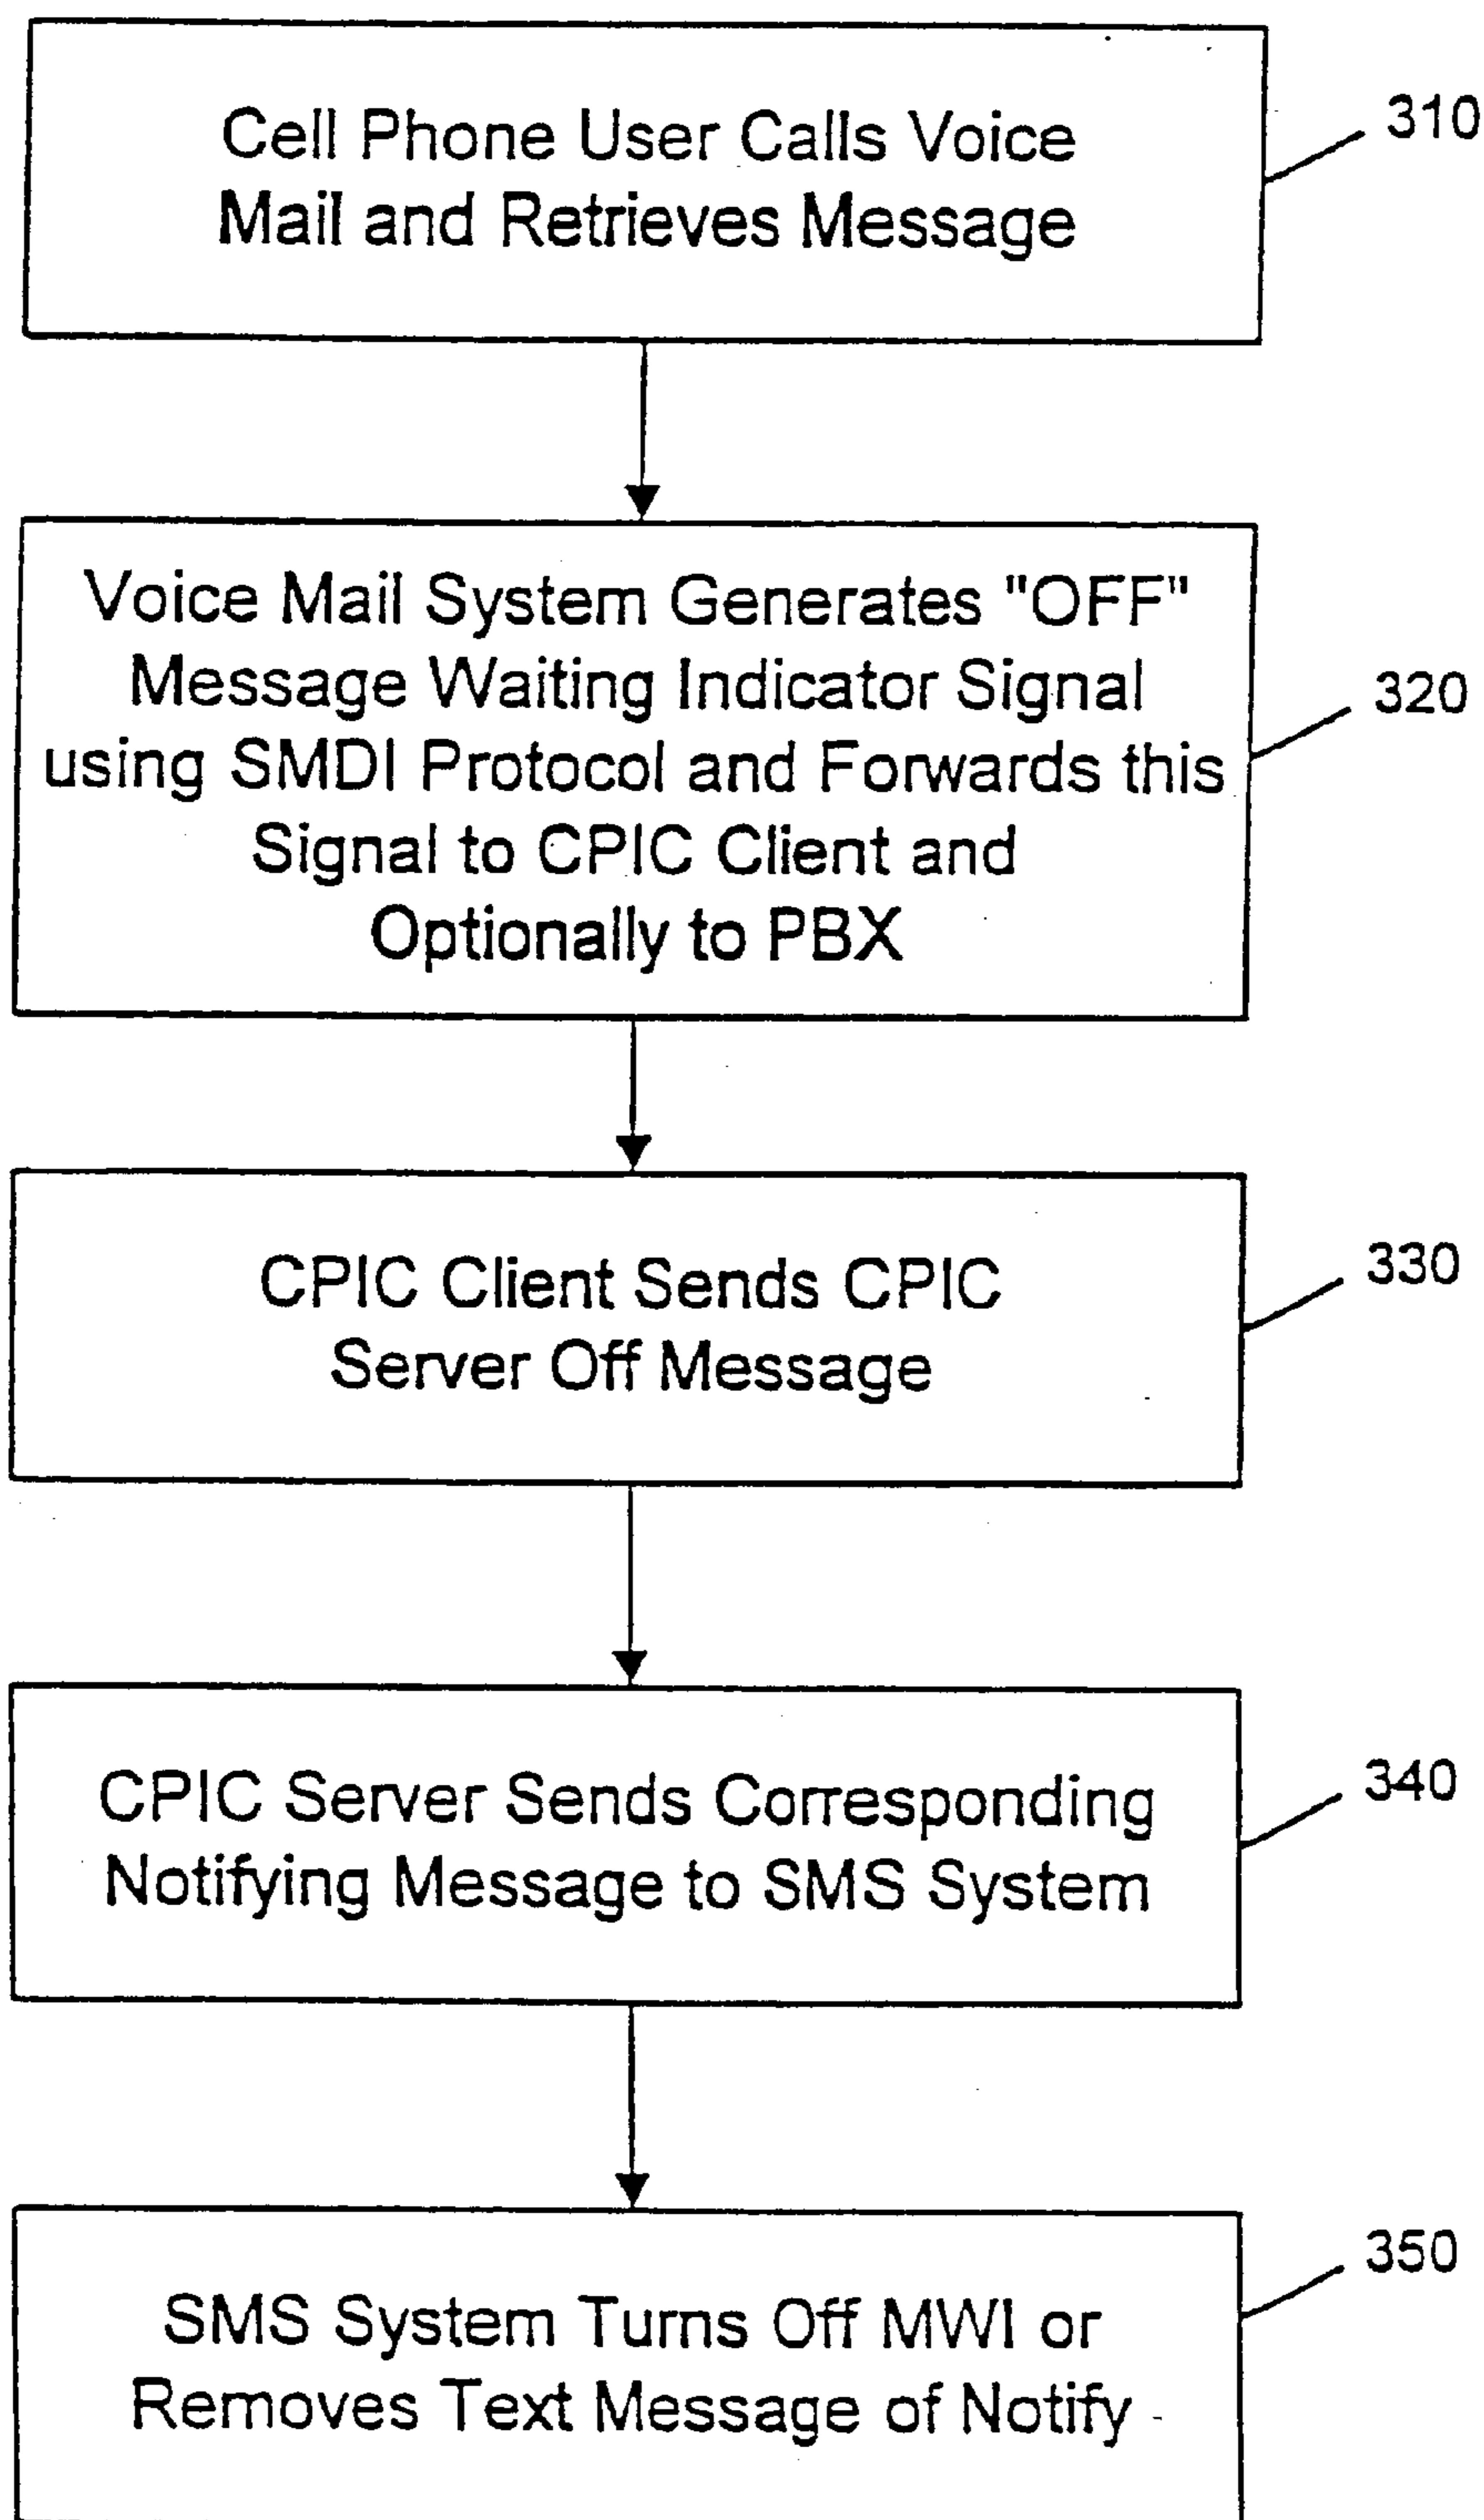 Cell Phone User Calls Voice
Mail and Retrieves Message
310
Voice Mail System Generates "OFF"
Message Waiting Indicator Signal
using SMDI Protocol and Forwards this
Signal to CPIC Client and
Optionally to PBX
320
CPIC Client Sends CPIC
Server Off Message
330
CPIC Server Sends Corresponding
Notifying Message to SMS System
340
SMS System Turns Off MWI or
Removes Text Message of Notify
350